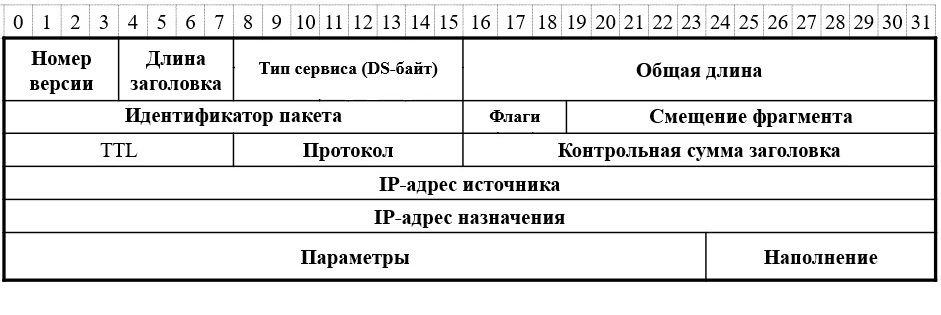 0 1 2 3 4 5 6 7 8 9 10 11 12 13 14 15 16 17 18 19 20 21 22 23 24 25 26 27 28 29 30 31
Номер
версии
Длина
заголовка
Тип сервиса (DS-байт)
Общая длина
Идентификатор пакета
Флаги
Смещение фрагмента
TTL
Протокол
Контрольная сумма заголовка
IP-адрес источника
IP-адрес назначения
Параметры
Наполнение